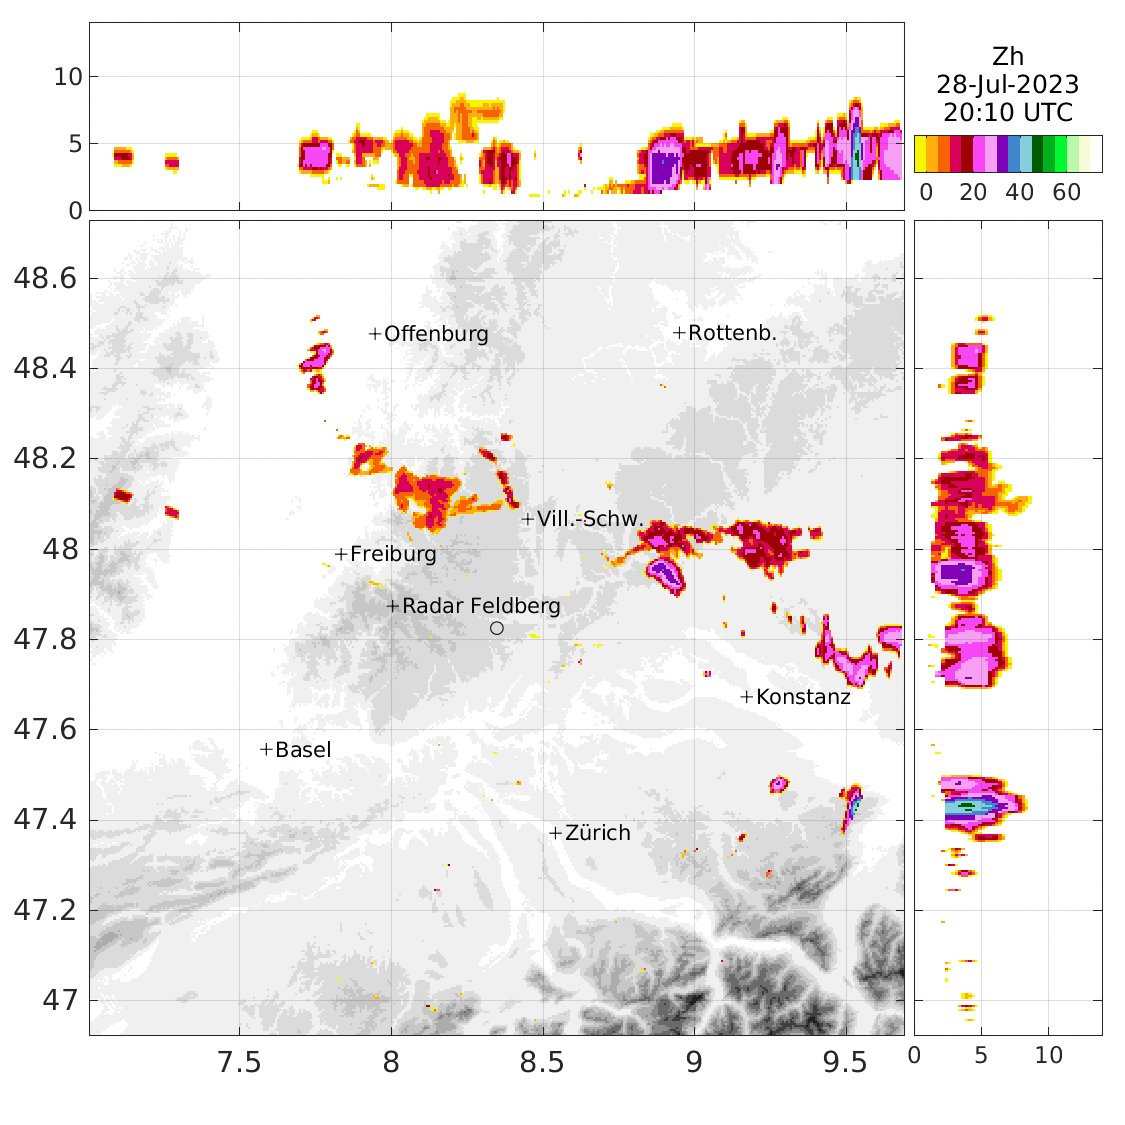 10
5
0
Zh
28-Jul-2023
20:10 UTC
0 20 40 60
48.6
48.4
48.2
48
47.8
47.6
47.4
47.2
47
+Offenburg
+Rottenb.
+Vill.-Schw.
+Freiburg
+Radar Feldberg
+Konstanz
+Basel
+Zürich
7.5 8 8.5 9 9.5
0 5 10